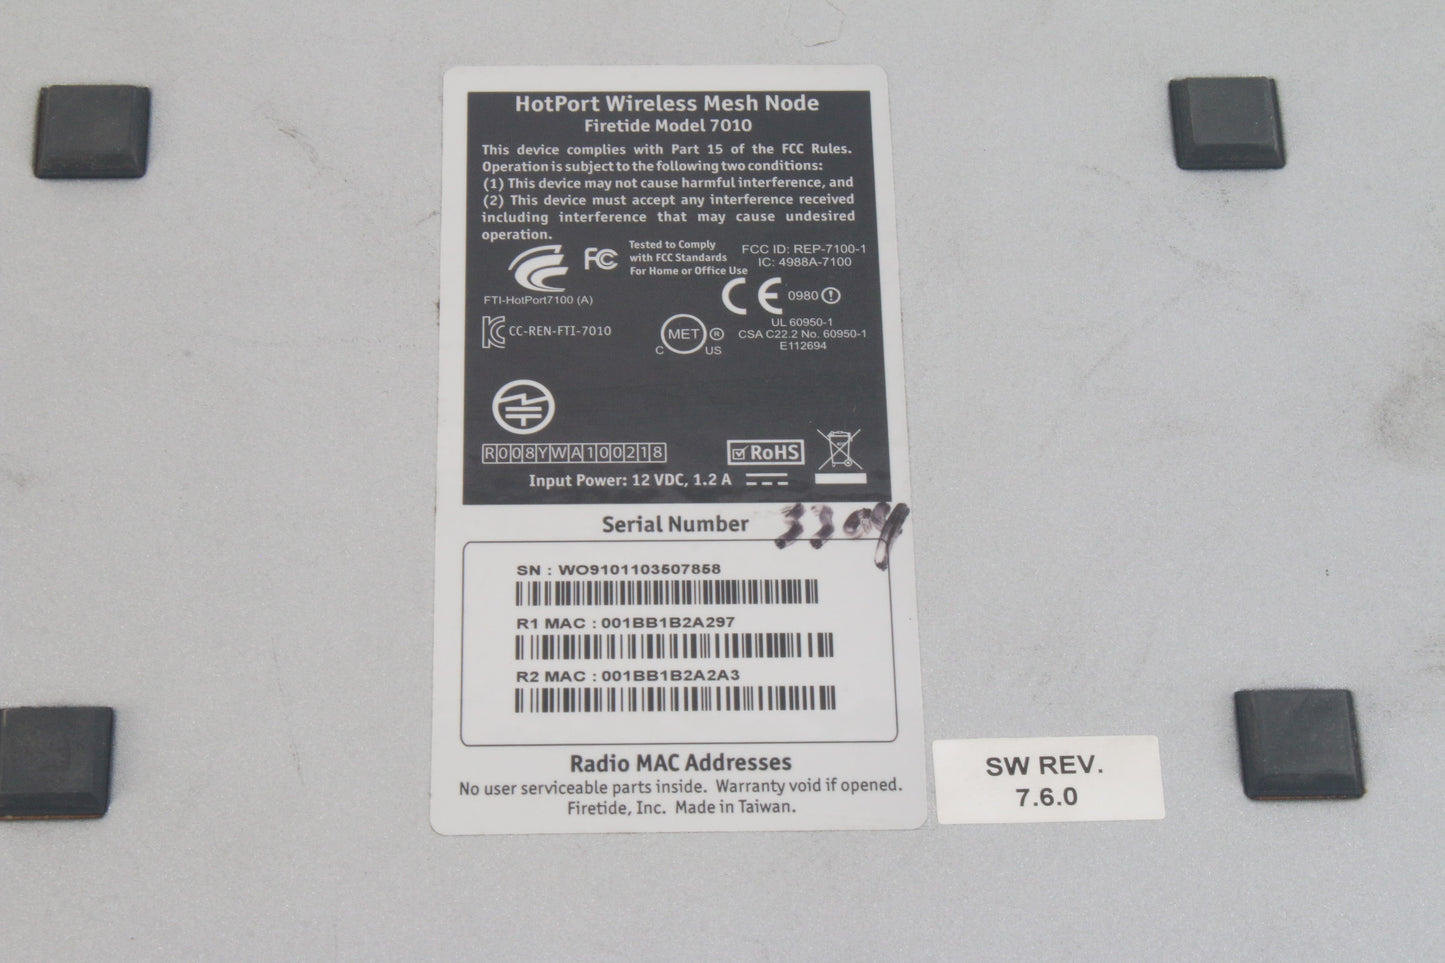 HotPort Wireless Mesh Node
Firetide Model 7010
This device complies with Part 15 of the FCC Rules.
Operation is subject to the following two conditions:
(1) This device may not cause harmful interference, and
(2) This device must accept any interference received
including interference that may cause undesired
operation.
FC
Tested to Comply
with FCC Standards
For Home or Office Use
FCC ID: REP-7100-1
IC: 4988A-7100
FTI-HotPort7100 (A)
CE 0980
CC-REN-FTI-7010
C MET ® US
UL 60950-1
CSA C22.2 No. 60950-1
E112694
R008YWA100218
RoHS
Input Power: 12 VDC, 1.2 A
Serial Number
SN : WO9101103507858
R1 MAC : 001BB1B2A297
R2 MAC : 001BB1B2A2A3
Radio MAC Addresses
No user serviceable parts inside. Warranty void if opened.
Firetide, Inc. Made in Taiwan.
SW REV.
7.6.0